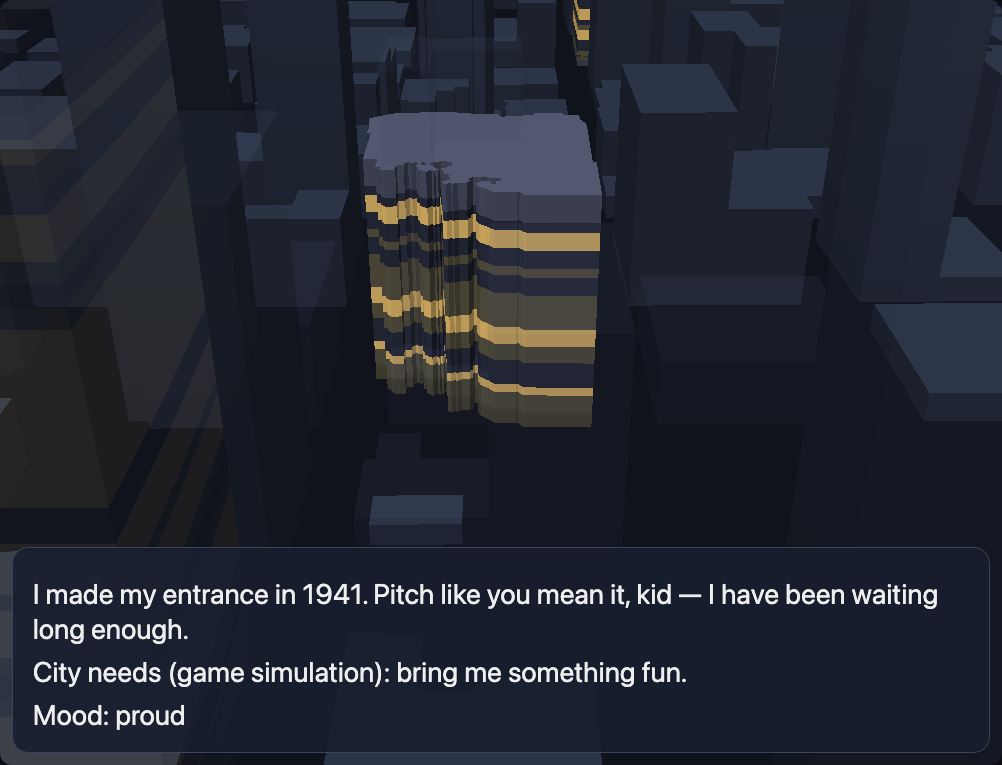 I made my entrance in 1941. Pitch like you mean it, kid — I have been waiting
long enough.
City needs (game simulation): bring me something fun.
Mood: proud